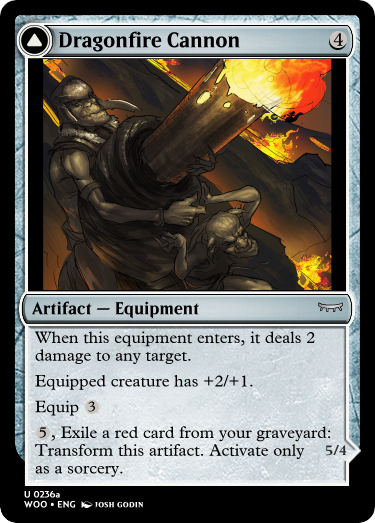 Dragonfire Cannon 4
Artifact — Equipment
When this equipment enters, it deals 2
damage to any target.
Equipped creature has +2/+1.
Equip 3
5, Exile a red card from your graveyard:
Transform this artifact. Activate only
as a sorcery.
5/4
U 0236a
WOO • ENG JOSH GODIN